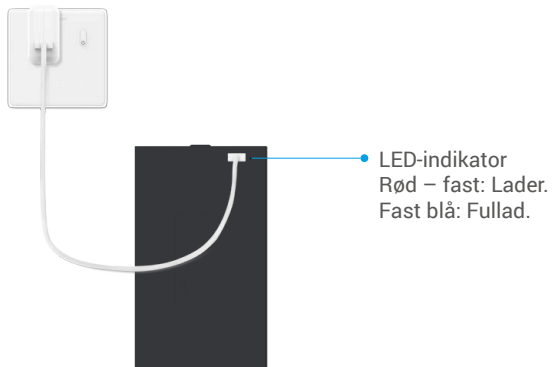 LED-indikator
Rød – fast: Lader.
Fast blå: Fullad.